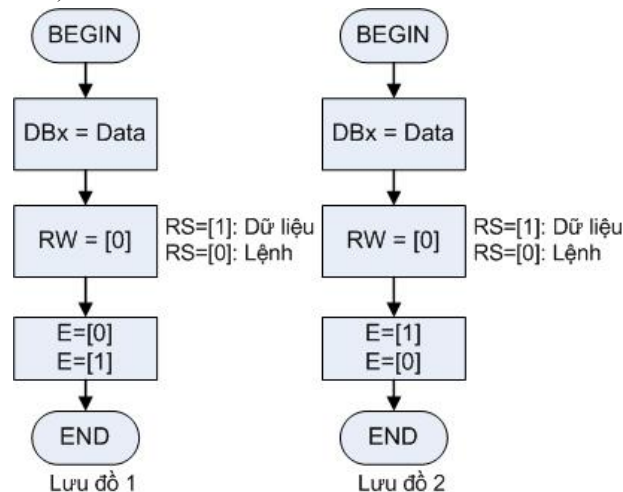 BEGIN
DBx = Data
RW = [0]
RS=[1]: Dữ liệu
RS=[0]: Lệnh
E=[0]
E=[1]
END
Lưu đồ 1
BEGIN
DBx = Data
RW = [0]
RS=[1]: Dữ liệu
RS=[0]: Lệnh
E=[1]
E=[0]
END
Lưu đồ 2